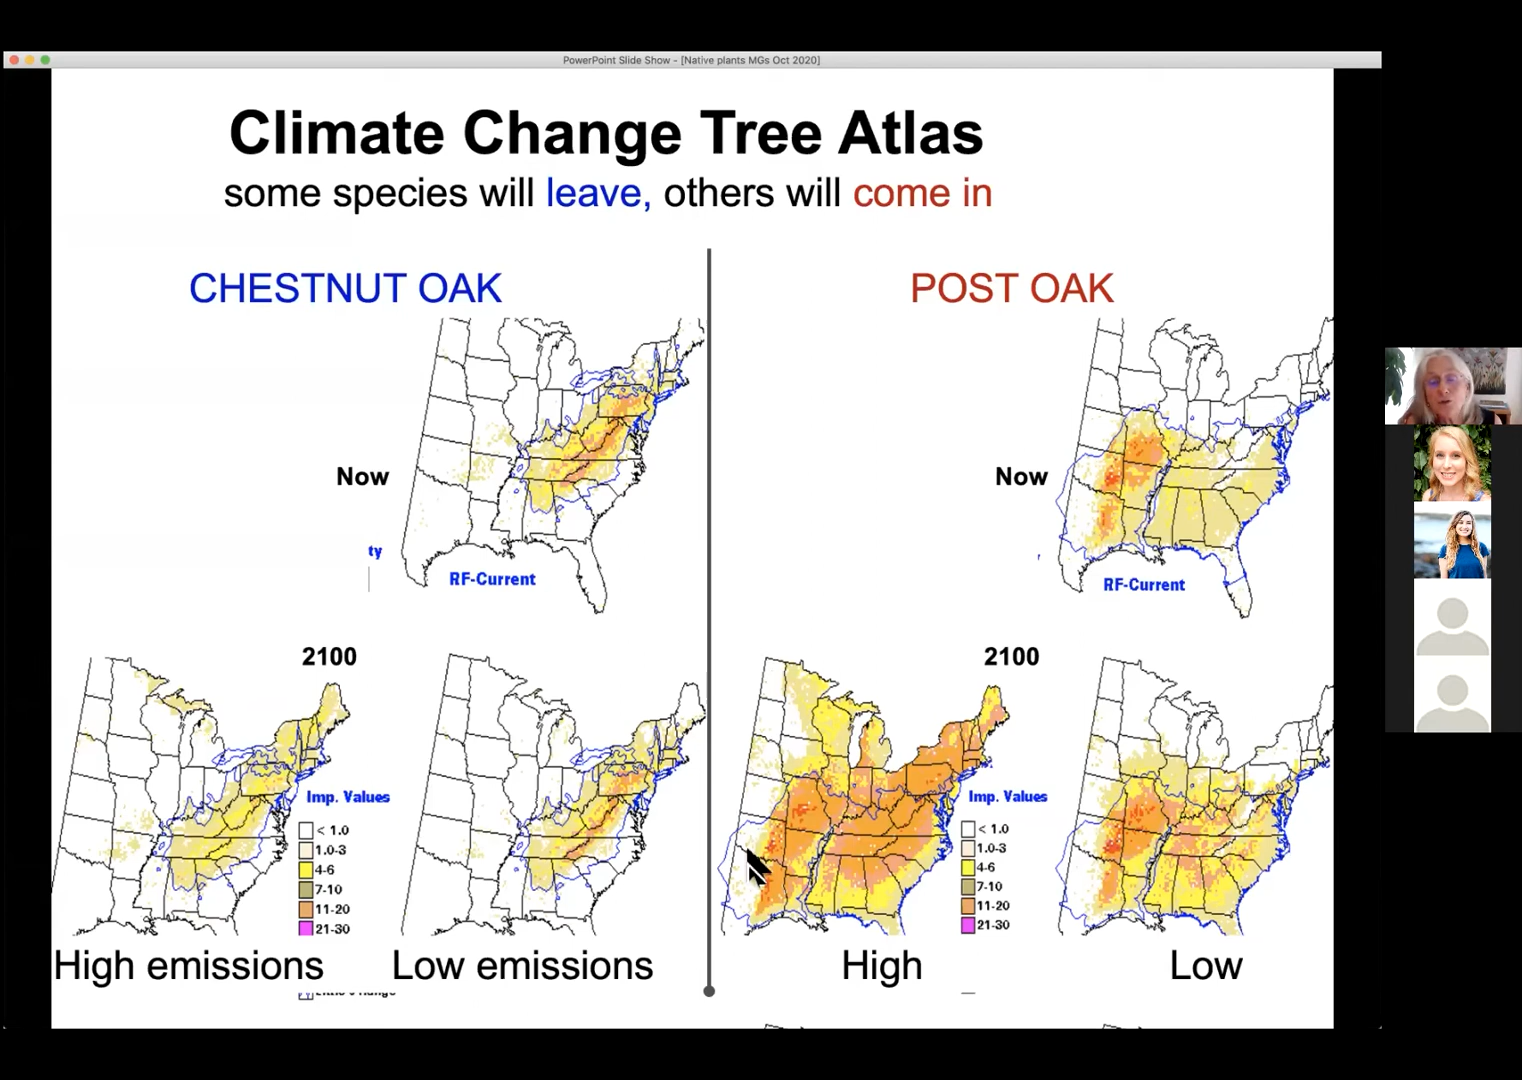 PowerPoint Slide Show - [Native plants MGs Oct 2020]
Climate Change Tree Atlas
some species will leave, others will come in
CHESTNUT OAK
Now
ty
RF-Current
2100
Imp. Values
< 1.0
1.0-3
4-6
7-10
11-20
21-30
High emissions
Low emissions
POST OAK
Now
RF-Current
2100
Imp. Values
< 1.0
1.0-3
4-6
7-10
11-20
21-30
High
Low